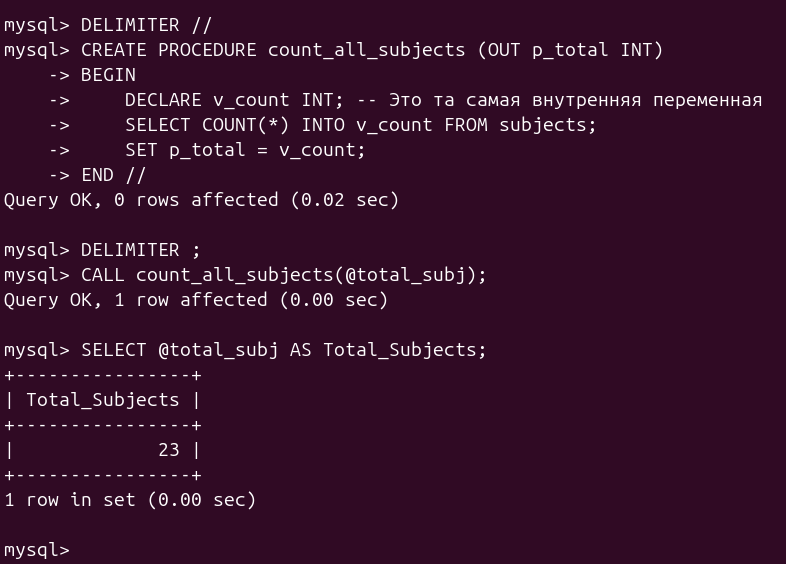 mysql> DELIMITER //
mysql> CREATE PROCEDURE count_all_subjects (OUT p_total INT)
    -> BEGIN
    ->     DECLARE v_count INT; -- Это та самая внутренняя переменная
    ->     SELECT COUNT(*) INTO v_count FROM subjects;
    ->     SET p_total = v_count;
    -> END //
Query OK, 0 rows affected (0.02 sec)

mysql> DELIMITER ;
mysql> CALL count_all_subjects(@total_subj);
Query OK, 1 row affected (0.00 sec)

mysql> SELECT @total_subj AS Total_Subjects;
+----------------+
| Total_Subjects |
+----------------+
|             23 |
+----------------+
1 row in set (0.00 sec)

mysql>